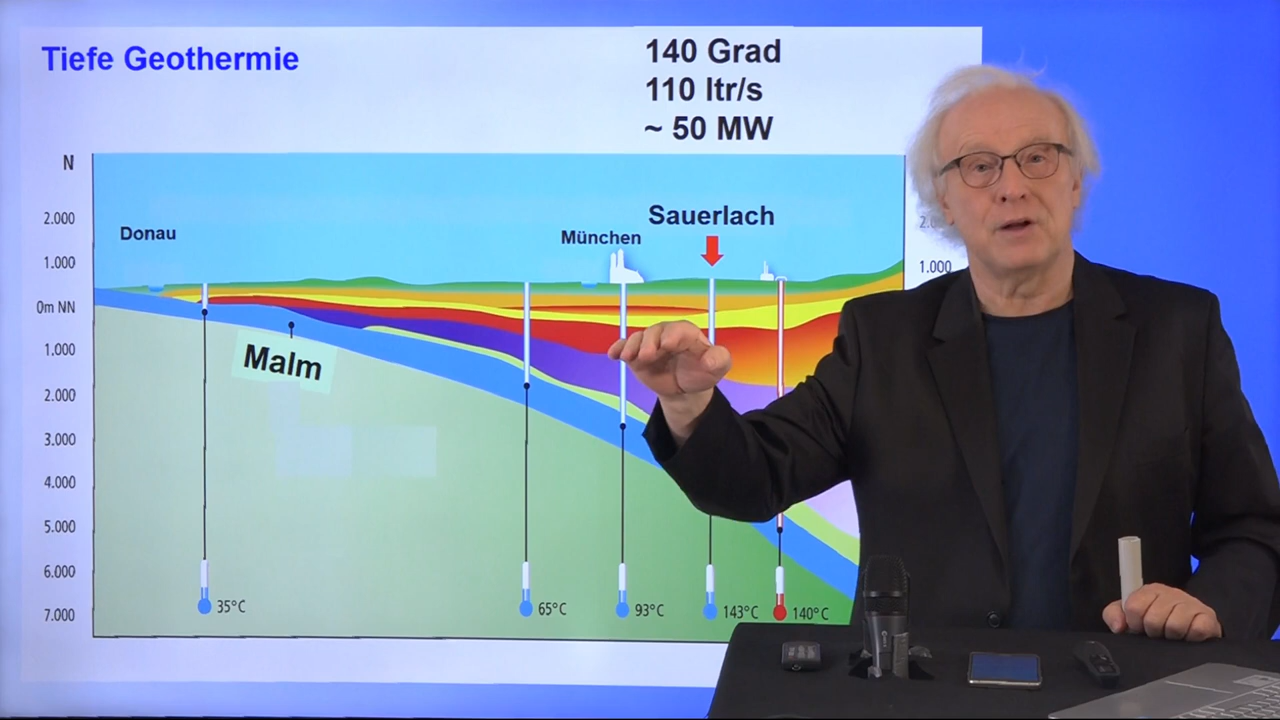 Tiefe Geothermie
140 Grad
110 ltr/s
~ 50 MW
N
2.000
1.000
0m NN
1.000
2.000
3.000
4.000
5.000
6.000
7.000
Donau
München
Sauerlach
Malm
1.000
35°C
65°C
93°C
143°C
140°C